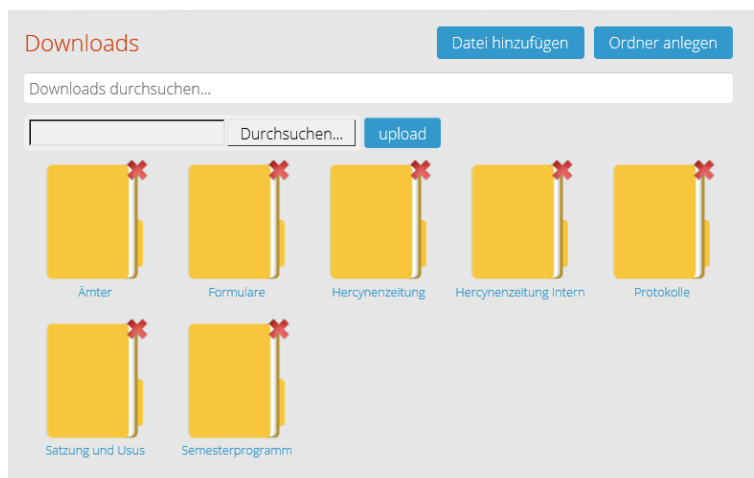 Downloads
Datei hinzufügen
Ordner anlegen
Downloads durchsuchen...
Durchsuchen...
upload
Ämter
Formulare
Hercynenzeitung
Hercynenzeitung Intern
Protokolle
Satzung und Usus
Semesterprogramm